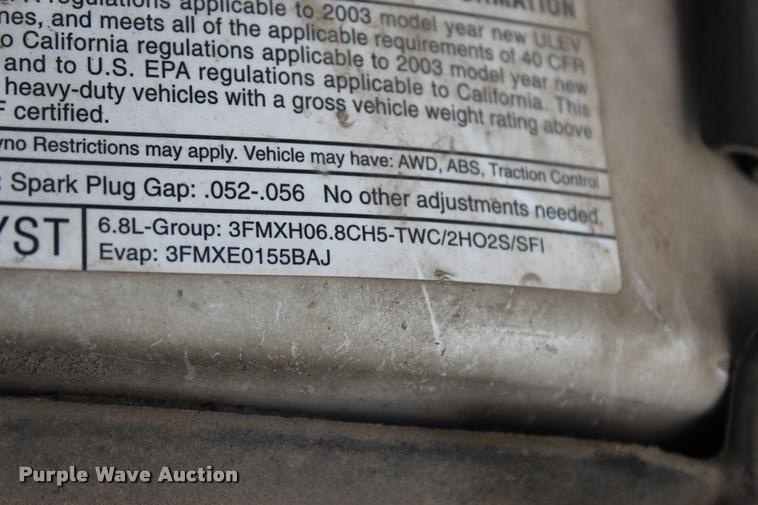 ORMATION
regulations applicable to 2003 model year new ULEV
nes, and meets all of the applicable requirements of 40 CFR
o California regulations applicable to 2003 model year new
and to U.S. EPA regulations applicable to California. This
heavy-duty vehicles with a gross vehicle weight rating above
F certified.
yno Restrictions may apply. Vehicle may have: AWD, ABS, Traction Control
: Spark Plug Gap: .052-.056 No other adjustments needed.
YST
6.8L-Group: 3FMXH06.8CH5-TWC/2HO2S/SFI
Evap: 3FMXE0155BAJ
Purple Wave Auction